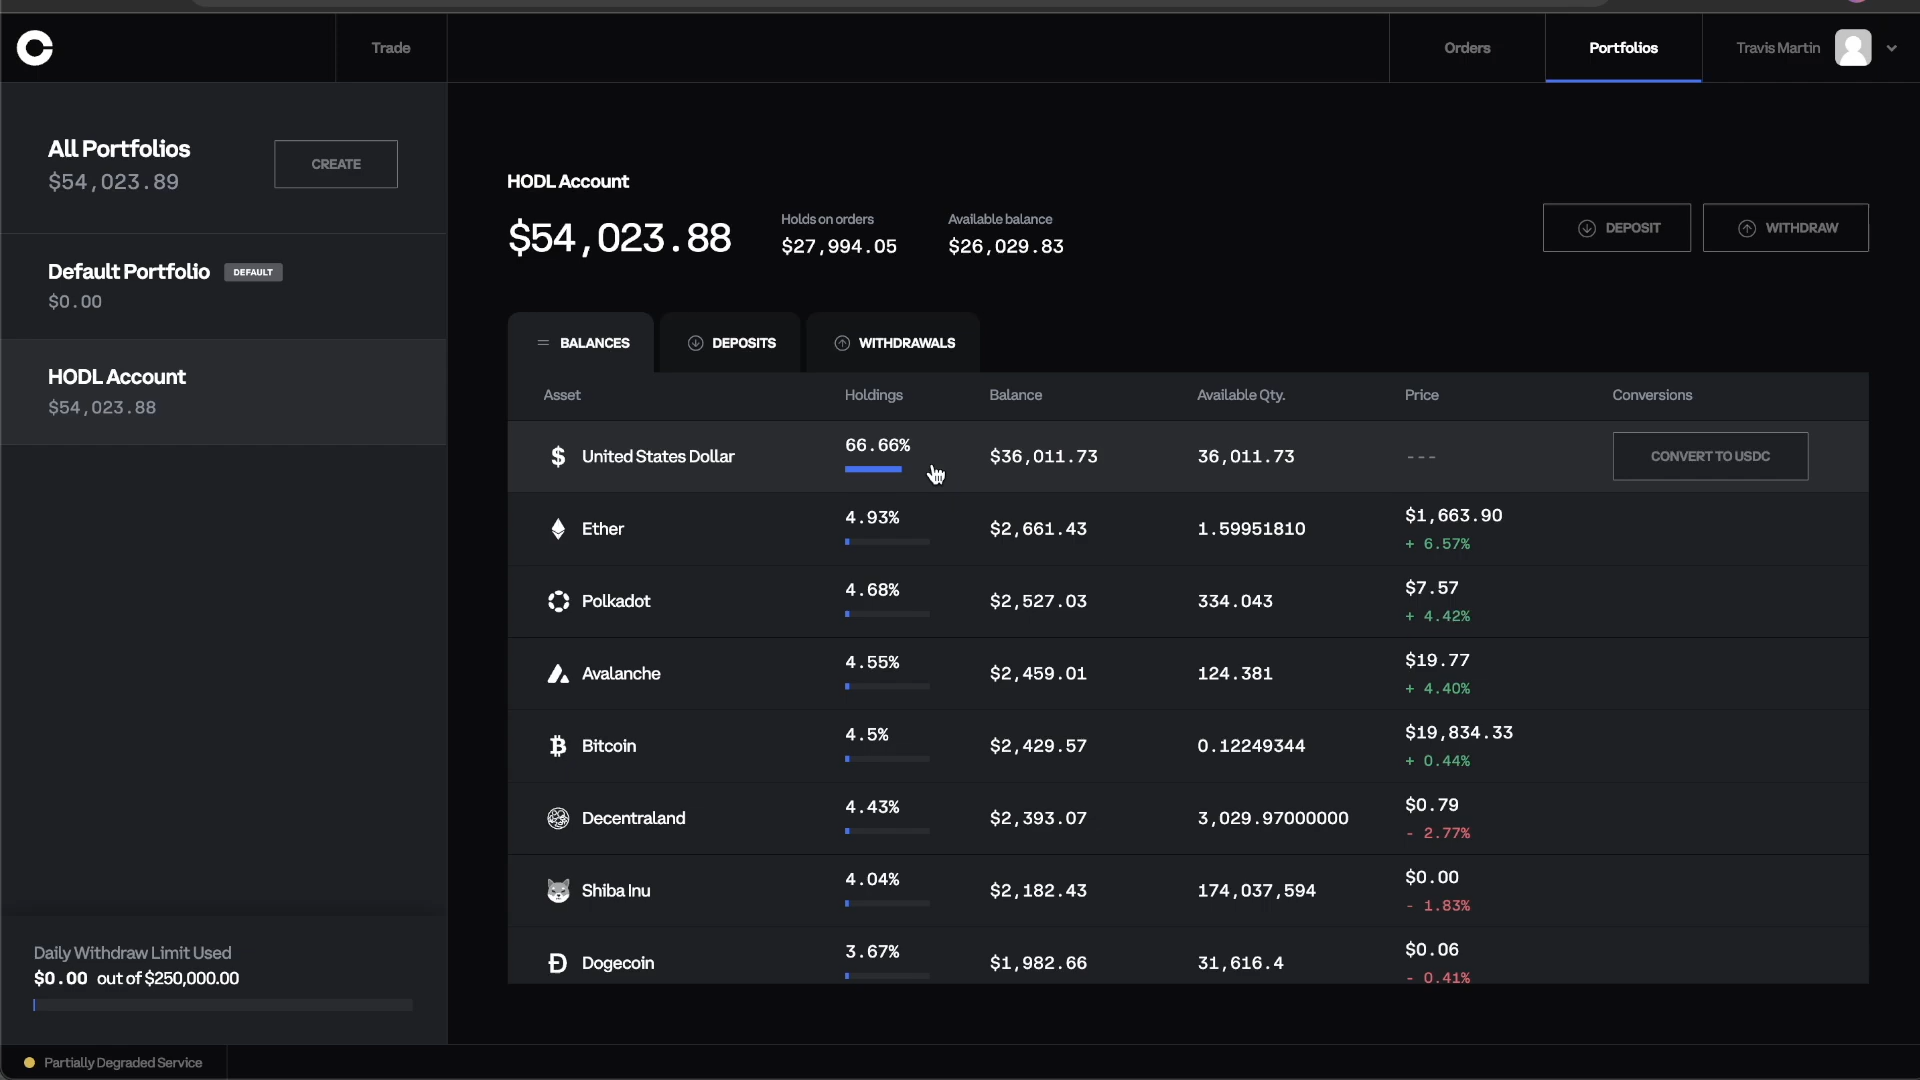 Trade
Orders
Portfolios
Travis Martin
All Portfolios
$54,023.89
CREATE
Default Portfolio DEFAULT
$0.00
HODL Account
$54,023.88
Daily Withdraw Limit Used
$0.00 out of $250,000.00
Partially Degraded Service
HODL Account
$54,023.88
Holds on orders
$27,994.05
Available balance
$26,029.83
DEPOSIT
WITHDRAW
BALANCES
DEPOSITS
WITHDRAWALS
Asset Holdings Balance Available Qty. Price Conversions
$ United States Dollar 66.66% $36,011.73 36,011.73 --- CONVERT TO USDC
Ether 4.93% $2,661.43 1.59951810 $1,663.90
+ 6.57%
Polkadot 4.68% $2,527.03 334.043 $7.57
+ 4.42%
Avalanche 4.55% $2,459.01 124.381 $19.77
+ 4.40%
Bitcoin 4.5% $2,429.57 0.12249344 $19,834.33
+ 0.44%
Decentraland 4.43% $2,393.07 3,029.97000000 $0.79
- 2.77%
Shiba Inu 4.04% $2,182.43 174,037,594 $0.00
- 1.83%
Dogecoin 3.67% $1,982.66 31,616.4 $0.06
- 0.41%